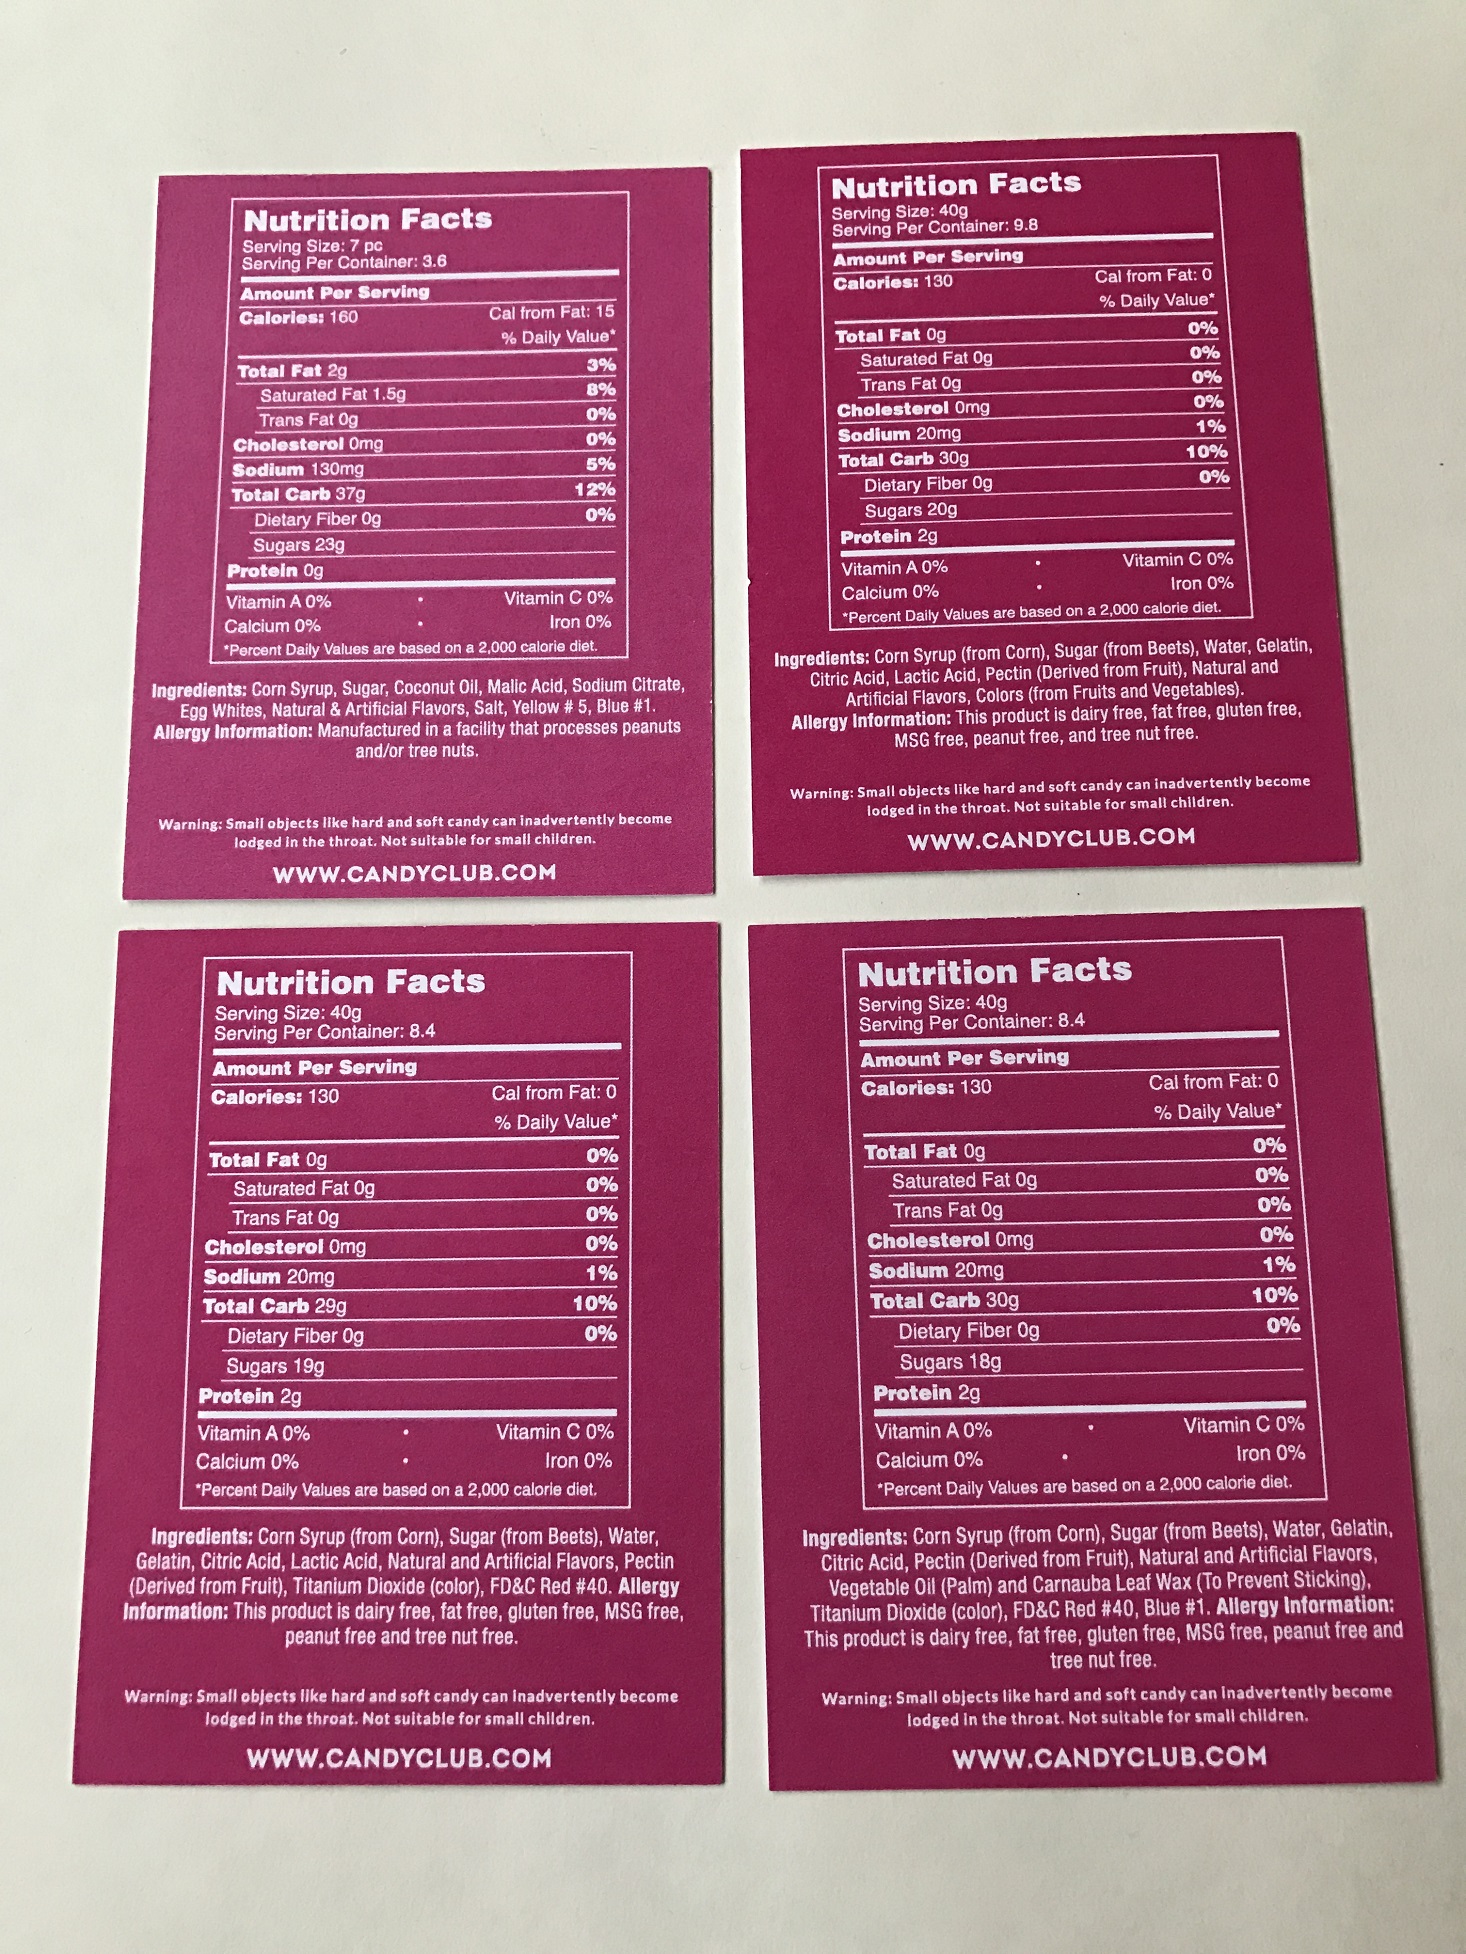 Nutrition Facts
Serving Size: 7 pc
Serving Per Container: 3.6
Amount Per Serving
Calories: 160 Cal from Fat: 15
% Daily Value*
Total Fat 2g 3%
Saturated Fat 1.5g 8%
Trans Fat 0g 0%
Cholesterol 0mg 0%
Sodium 130mg 5%
Total Carb 37g 12%
Dietary Fiber 0g 0%
Sugars 23g
Protein 0g
Vitamin A 0% • Vitamin C 0%
Calcium 0% • Iron 0%
*Percent Daily Values are based on a 2,000 calorie diet.
Ingredients: Corn Syrup, Sugar, Coconut Oil, Malic Acid, Sodium Citrate,
Egg Whites, Natural & Artificial Flavors, Salt, Yellow # 5, Blue #1.
Allergy Information: Manufactured in a facility that processes peanuts
and/or tree nuts.
Warning: Small objects like hard and soft candy can inadvertently become
lodged in the throat. Not suitable for small children.
WWW.CANDYCLUB.COM
Nutrition Facts
Serving Size: 40g
Serving Per Container: 9.8
Amount Per Serving
Calories: 130 Cal from Fat: 0
% Daily Value*
Total Fat 0g 0%
Saturated Fat 0g 0%
Trans Fat 0g 0%
Cholesterol 0mg 0%
Sodium 20mg 1%
Total Carb 30g 10%
Dietary Fiber 0g 0%
Sugars 20g
Protein 2g
Vitamin A 0% • Vitamin C 0%
Calcium 0% • Iron 0%
*Percent Daily Values are based on a 2,000 calorie diet.
Ingredients: Corn Syrup (from Corn), Sugar (from Beets), Water, Gelatin,
Citric Acid, Lactic Acid, Pectin (Derived from Fruit), Natural and
Artificial Flavors, Colors (from Fruits and Vegetables).
Allergy Information: This product is dairy free, fat free, gluten free,
MSG free, peanut free, and tree nut free.
Warning: Small objects like hard and soft candy can inadvertently become
lodged in the throat. Not suitable for small children.
WWW.CANDYCLUB.COM
Nutrition Facts
Serving Size: 40g
Serving Per Container: 8.4
Amount Per Serving
Calories: 130 Cal from Fat: 0
% Daily Value*
Total Fat 0g 0%
Saturated Fat 0g 0%
Trans Fat 0g 0%
Cholesterol 0mg 0%
Sodium 20mg 1%
Total Carb 29g 10%
Dietary Fiber 0g 0%
Sugars 19g
Protein 2g
Vitamin A 0% • Vitamin C 0%
Calcium 0% • Iron 0%
*Percent Daily Values are based on a 2,000 calorie diet.
Ingredients: Corn Syrup (from Corn), Sugar (from Beets), Water,
Gelatin, Citric Acid, Lactic Acid, Natural and Artificial Flavors, Pectin
(Derived from Fruit), Titanium Dioxide (color), FD&C Red #40. Allergy
Information: This product is dairy free, fat free, gluten free, MSG free,
peanut free and tree nut free.
Warning: Small objects like hard and soft candy can inadvertently become
lodged in the throat. Not suitable for small children.
WWW.CANDYCLUB.COM
Nutrition Facts
Serving Size: 40g
Serving Per Container: 8.4
Amount Per Serving
Calories: 130 Cal from Fat: 0
% Daily Value*
Total Fat 0g 0%
Saturated Fat 0g 0%
Trans Fat 0g 0%
Cholesterol 0mg 0%
Sodium 20mg 1%
Total Carb 30g 10%
Dietary Fiber 0g 0%
Sugars 18g
Protein 2g
Vitamin A 0% • Vitamin C 0%
Calcium 0% • Iron 0%
*Percent Daily Values are based on a 2,000 calorie diet.
Ingredients: Corn Syrup (from Corn), Sugar (from Beets), Water, Gelatin,
Citric Acid, Pectin (Derived from Fruit), Natural and Artificial Flavors,
Vegetable Oil (Palm) and Carnauba Leaf Wax (To Prevent Sticking),
Titanium Dioxide (color), FD&C Red #40, Blue #1. Allergy Information:
This product is dairy free, fat free, gluten free, MSG free, peanut free and
tree nut free.
Warning: Small objects like hard and soft candy can inadvertently become
lodged in the throat. Not suitable for small children.
WWW.CANDYCLUB.COM